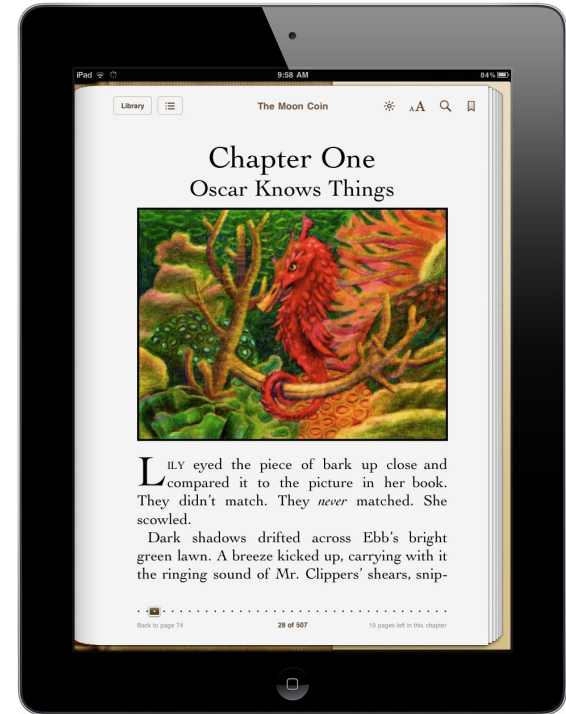 iPad 9:58 AM 84%
Library The Moon Coin AA
Chapter One
Oscar Knows Things
LILY eyed the piece of bark up close and
compared it to the picture in her book.
They didn't match. They never matched. She
scowled.
Dark shadows drifted across Ebb's bright
green lawn. A breeze kicked up, carrying with it
the ringing sound of Mr. Clippers' shears, snip-
Back to page 74 28 of 507 19 pages left in this chapter